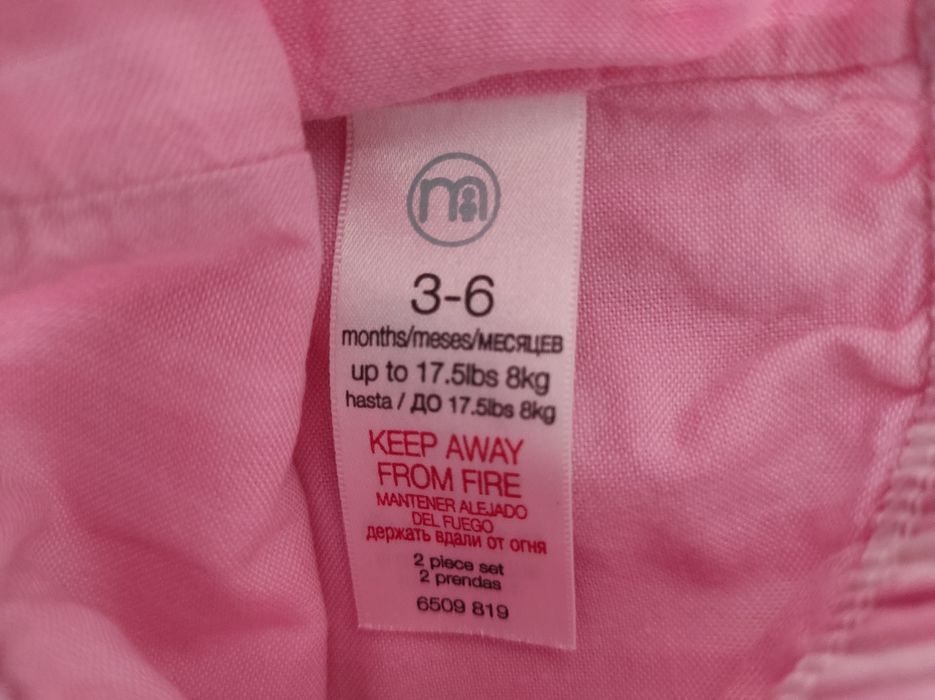 m
3-6
months/meses/МЕСЯЦЕВ
up to 17.5lbs 8kg
hasta / ДО 17.5lbs 8kg
KEEP AWAY
FROM FIRE
MANTENER ALEJADO
DEL FUEGO
держать вдали от огня
2 piece set
2 prendas
6509 819